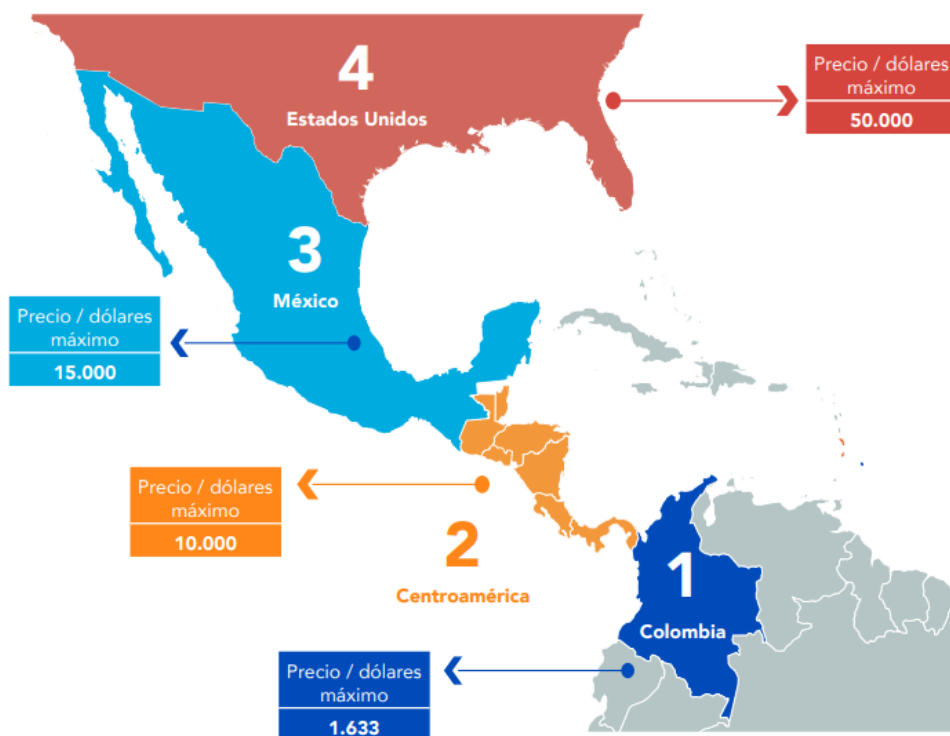 4
Estados Unidos
Precio / dólares
máximo
50.000
3
México
Precio / dólares
máximo
15.000
Precio / dólares
máximo
10.000
2
Centroamérica
1
Colombia
Precio / dólares
máximo
1.633